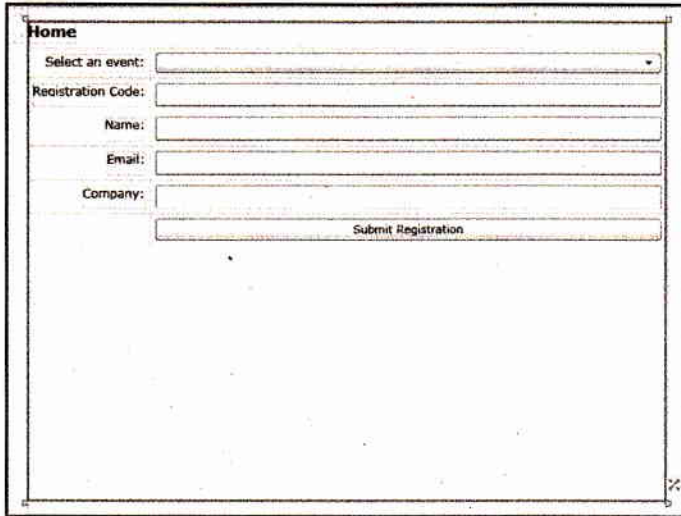 Home
Select an event:
Registration Code:
Name:
Email:
Company:
Submit Registration